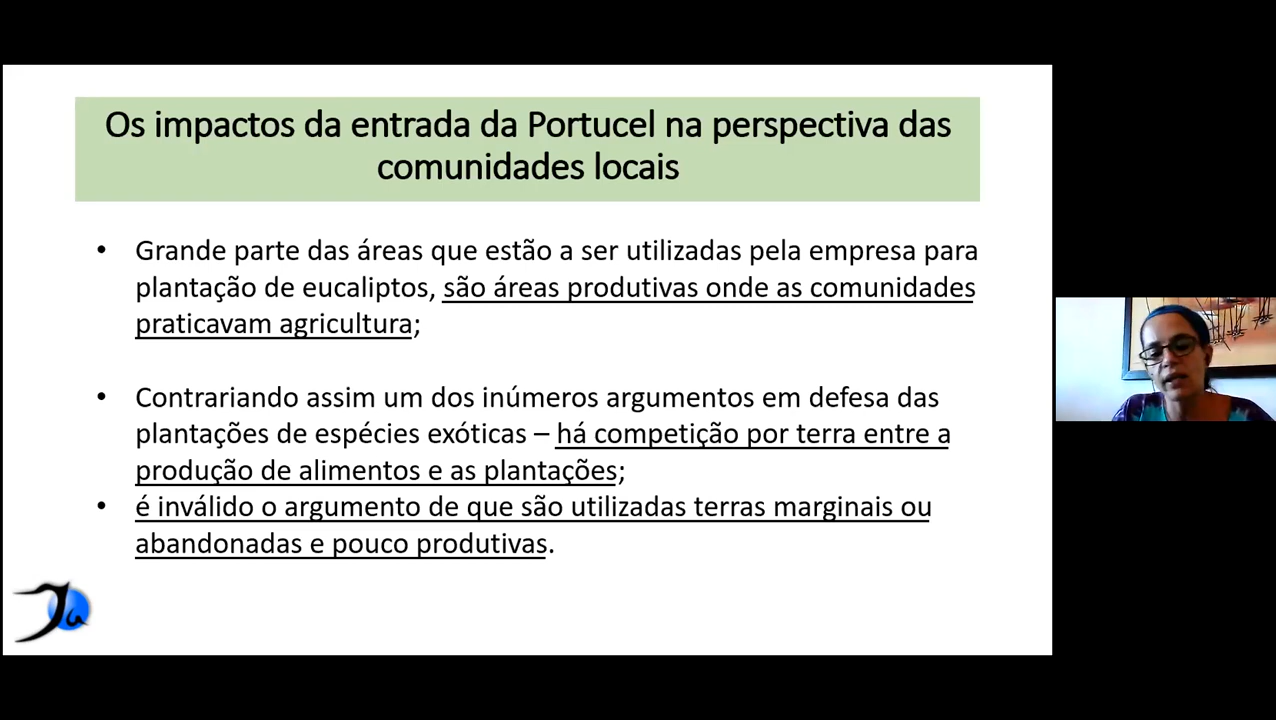 Os impactos da entrada da Portucel na perspectiva das
comunidades locais
• Grande parte das áreas que estão a ser utilizadas pela empresa para
plantação de eucaliptos, são áreas produtivas onde as comunidades
praticavam agricultura;
• Contrariando assim um dos inúmeros argumentos em defesa das
plantações de espécies exóticas – há competição por terra entre a
produção de alimentos e as plantações;
• é inválido o argumento de que são utilizadas terras marginais ou
abandonadas e pouco produtivas.